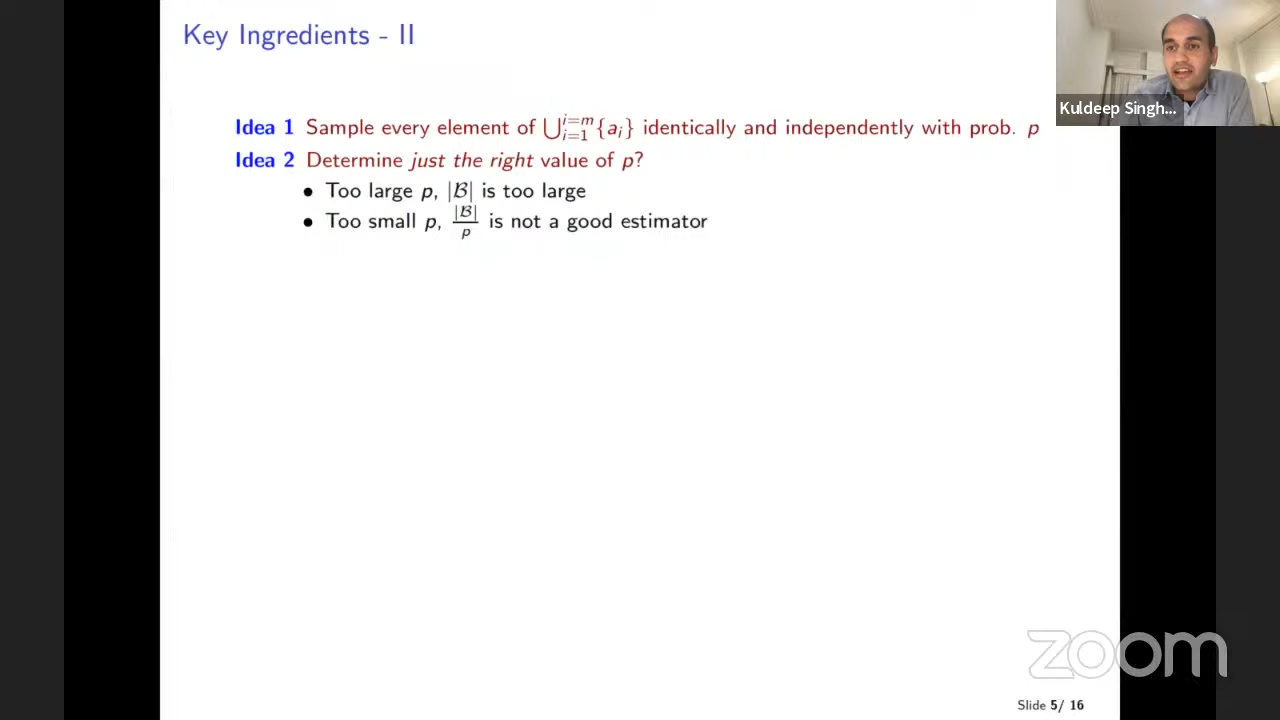 Key Ingredients - II
Kuldeep Singh...
Idea 1 Sample every element of ⋃_{i=1}^{i=m}{a_i} identically and independently with prob. p
Idea 2 Determine just the right value of p?
• Too large p, |ℬ| is too large
• Too small p, |ℬ|/p is not a good estimator
zoom
Slide 5/ 16